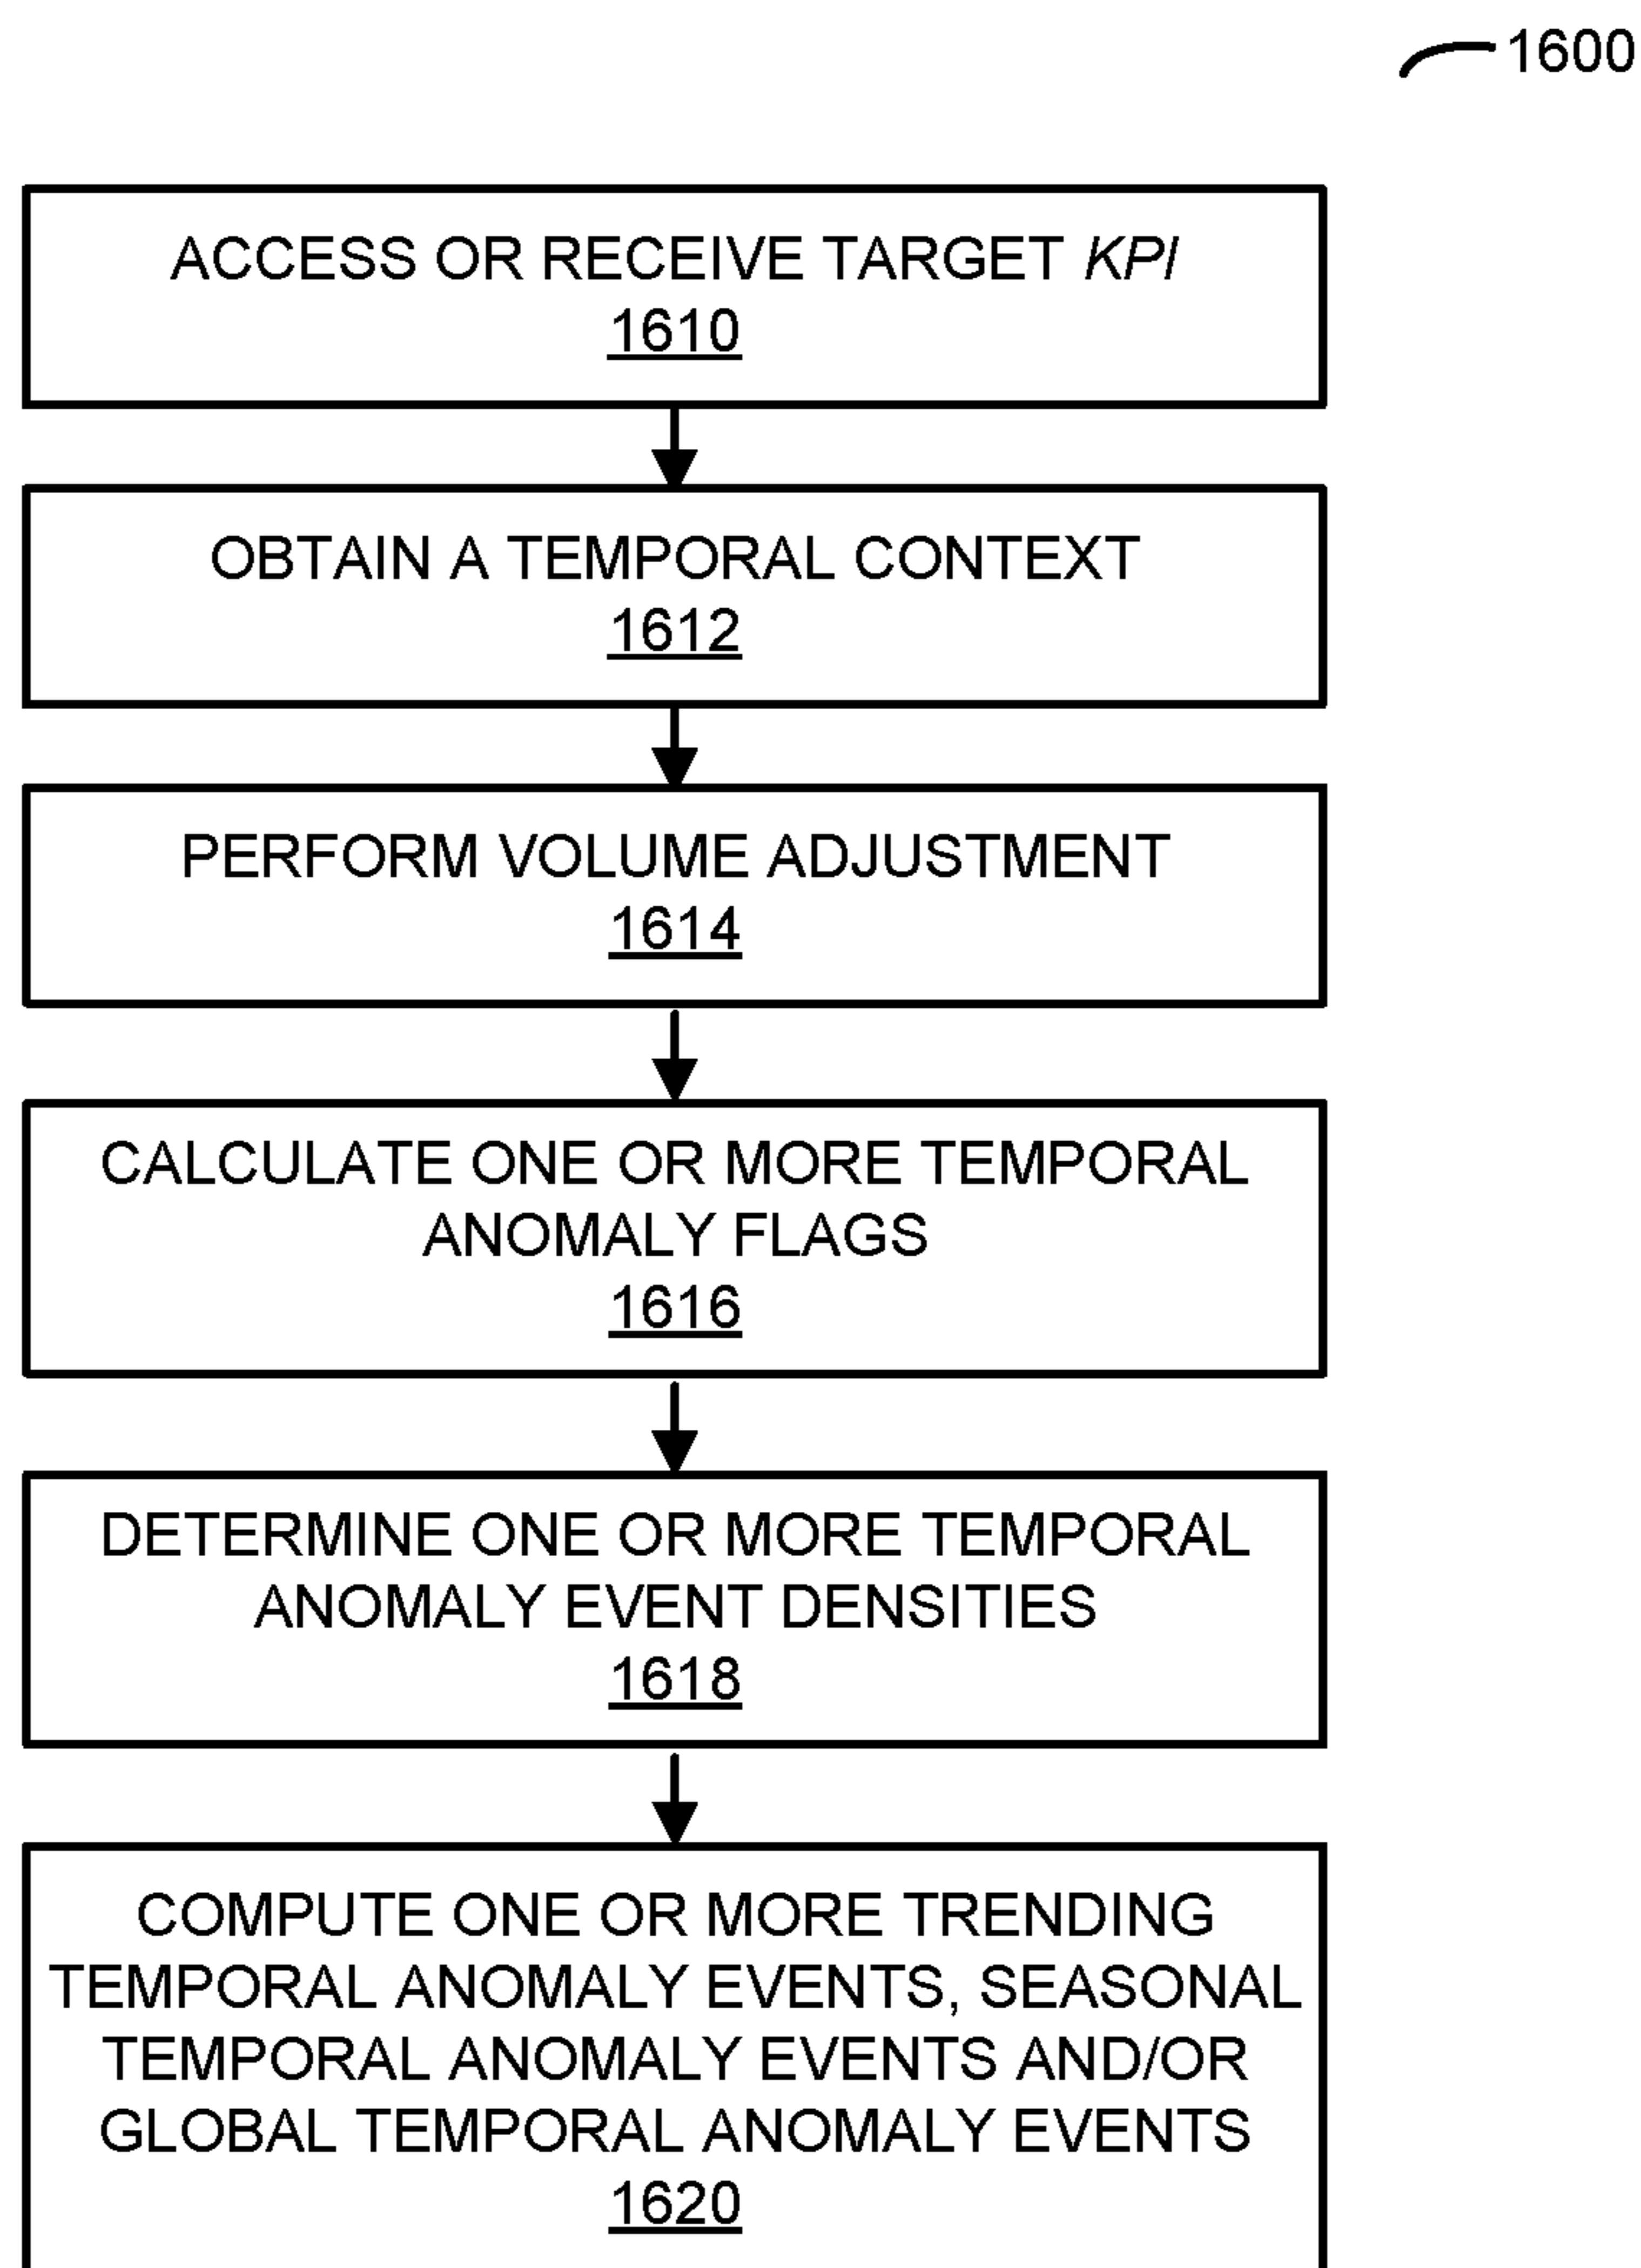 1600
ACCESS OR RECEIVE TARGET KPI
1610
OBTAIN A TEMPORAL CONTEXT
1612
PERFORM VOLUME ADJUSTMENT
1614
CALCULATE ONE OR MORE TEMPORAL
ANOMALY FLAGS
1616
DETERMINE ONE OR MORE TEMPORAL
ANOMALY EVENT DENSITIES
1618
COMPUTE ONE OR MORE TRENDING
TEMPORAL ANOMALY EVENTS, SEASONAL
TEMPORAL ANOMALY EVENTS AND/OR
GLOBAL TEMPORAL ANOMALY EVENTS
1620